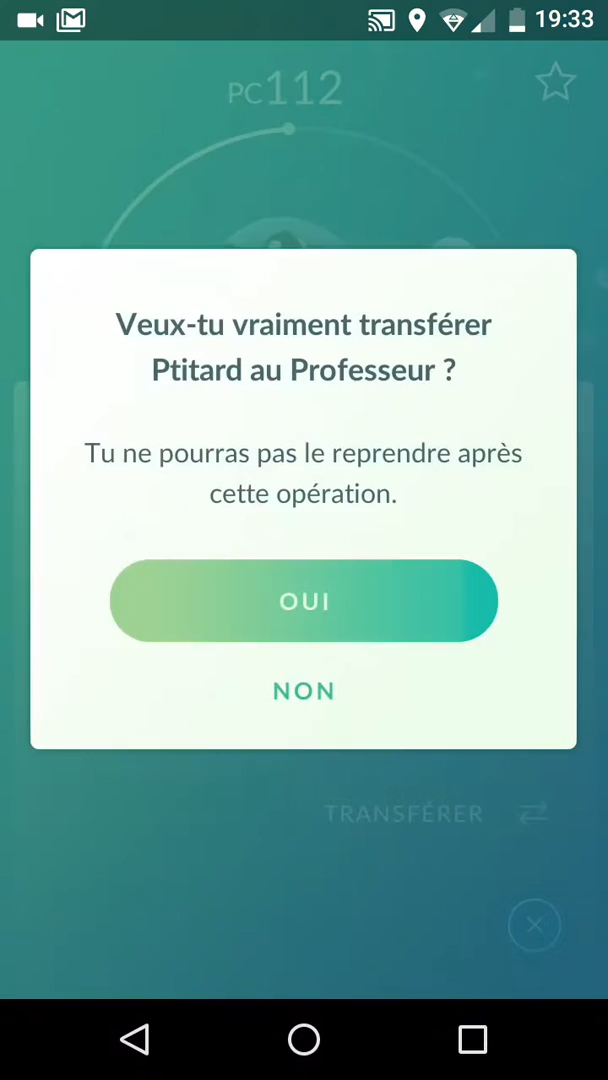 19:33
PC112
Veux-tu vraiment transférer
Ptitard au Professeur ?
Tu ne pourras pas le reprendre après
cette opération.
OUI
NON
TRANSFÉRER